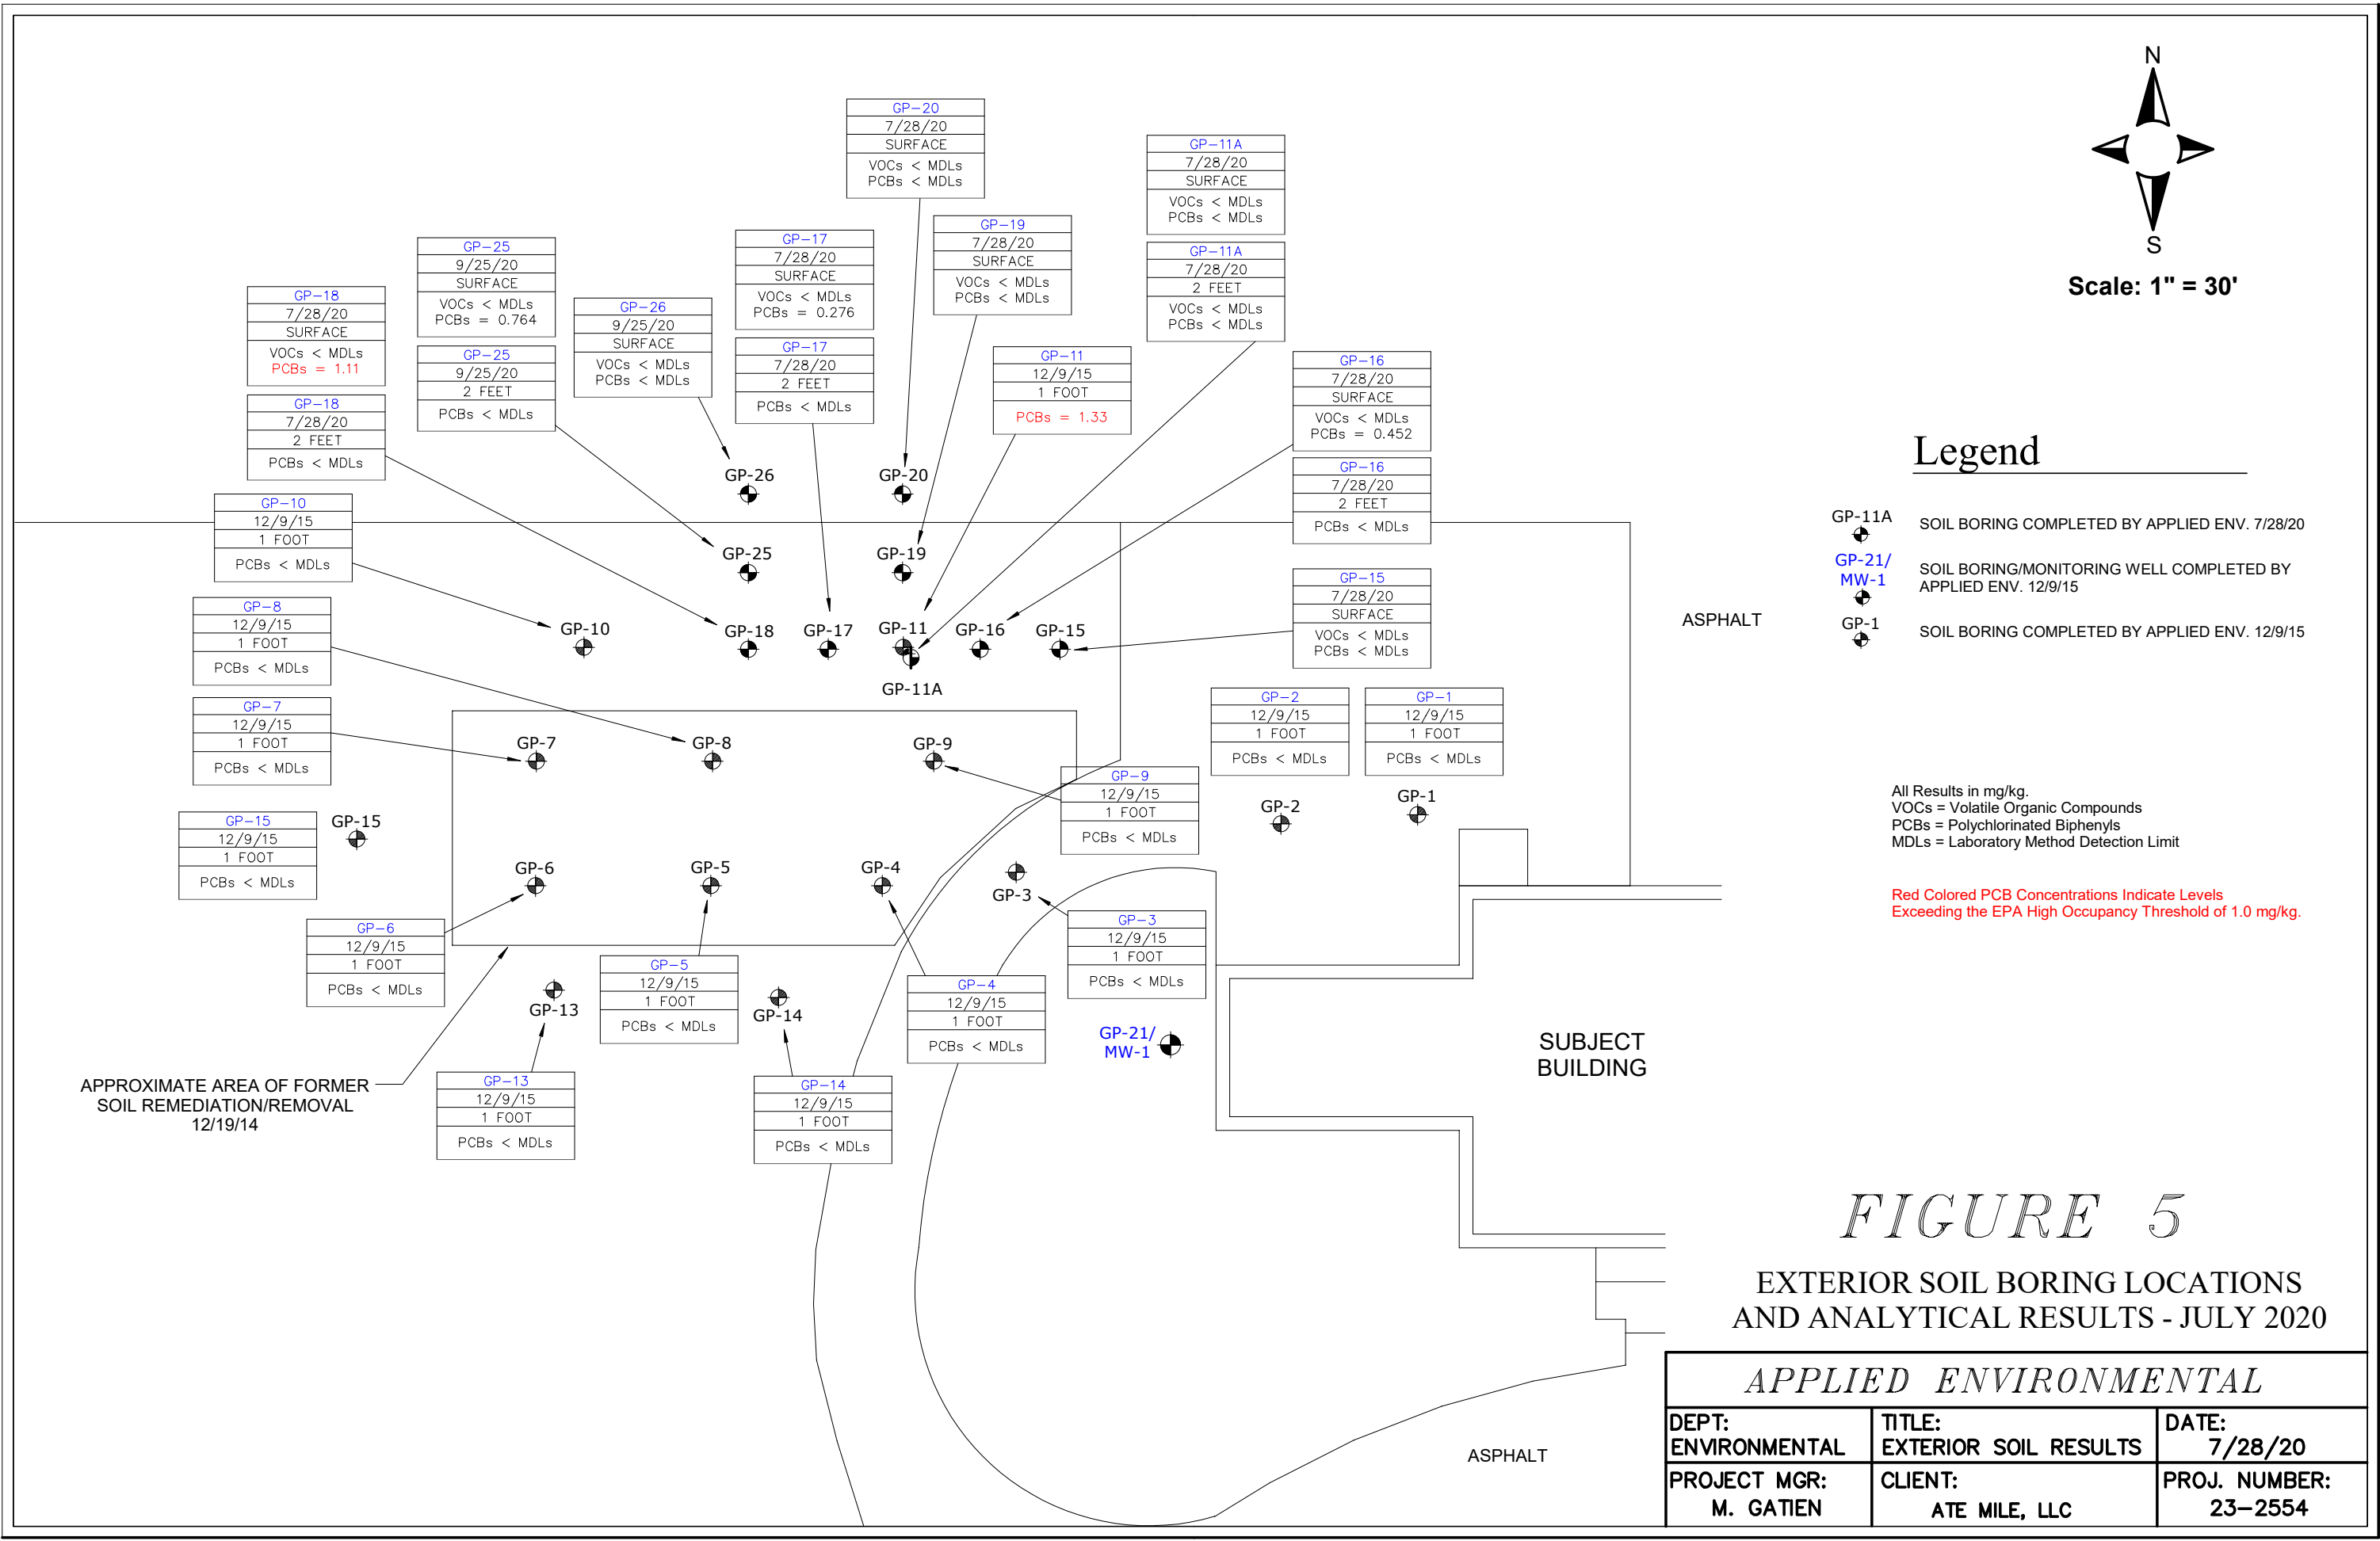 GP-20
7/28/20
SURFACE
VOCs < MDLs
PCBs < MDLs
GP-11A
7/28/20
SURFACE
VOCs < MDLs
PCBs < MDLs
GP-11A
7/28/20
2 FEET
VOCs < MDLs
PCBs < MDLs
GP-19
7/28/20
SURFACE
VOCs < MDLs
PCBs < MDLs
GP-17
7/28/20
SURFACE
VOCs < MDLs
PCBs = 0.276
GP-17
7/28/20
2 FEET
PCBs < MDLs
GP-25
9/25/20
SURFACE
VOCs < MDLs
PCBs = 0.764
GP-25
9/25/20
2 FEET
PCBs < MDLs
GP-26
9/25/20
SURFACE
VOCs < MDLs
PCBs < MDLs
GP-18
7/28/20
SURFACE
VOCs < MDLs
PCBs = 1.11
GP-18
7/28/20
2 FEET
PCBs < MDLs
GP-11
12/9/15
1 FOOT
PCBs = 1.33
GP-16
7/28/20
SURFACE
VOCs < MDLs
PCBs = 0.452
GP-16
7/28/20
2 FEET
PCBs < MDLs
GP-10
12/9/15
1 FOOT
PCBs < MDLs
GP-15
7/28/20
SURFACE
VOCs < MDLs
PCBs < MDLs
GP-8
12/9/15
1 FOOT
PCBs < MDLs
GP-7
12/9/15
1 FOOT
PCBs < MDLs
GP-15
12/9/15
1 FOOT
PCBs < MDLs
GP-2
12/9/15
1 FOOT
PCBs < MDLs
GP-1
12/9/15
1 FOOT
PCBs < MDLs
GP-9
12/9/15
1 FOOT
PCBs < MDLs
GP-6
12/9/15
1 FOOT
PCBs < MDLs
GP-5
12/9/15
1 FOOT
PCBs < MDLs
GP-4
12/9/15
1 FOOT
PCBs < MDLs
GP-3
12/9/15
1 FOOT
PCBs < MDLs
GP-13
12/9/15
1 FOOT
PCBs < MDLs
GP-14
12/9/15
1 FOOT
PCBs < MDLs
GP-26
GP-20
GP-25
GP-19
GP-10
GP-18
GP-17
GP-11
GP-16
GP-15
GP-11A
GP-7
GP-8
GP-9
GP-2
GP-1
GP-15
GP-6
GP-5
GP-4
GP-3
GP-13
GP-14
GP-21/
MW-1
APPROXIMATE AREA OF FORMER
SOIL REMEDIATION/REMOVAL
12/19/14
ASPHALT
SUBJECT
BUILDING
ASPHALT
N
S
Scale: 1" = 30'
Legend
GP-11A
SOIL BORING COMPLETED BY APPLIED ENV. 7/28/20
GP-21/
MW-1
SOIL BORING/MONITORING WELL COMPLETED BY
APPLIED ENV. 12/9/15
GP-1
SOIL BORING COMPLETED BY APPLIED ENV. 12/9/15
All Results in mg/kg.
VOCs = Volatile Organic Compounds
PCBs = Polychlorinated Biphenyls
MDLs = Laboratory Method Detection Limit
Red Colored PCB Concentrations Indicate Levels
Exceeding the EPA High Occupancy Threshold of 1.0 mg/kg.
FIGURE 5
EXTERIOR SOIL BORING LOCATIONS
AND ANALYTICAL RESULTS - JULY 2020
APPLIED ENVIRONMENTAL
DEPT:
ENVIRONMENTAL
TITLE:
EXTERIOR SOIL RESULTS
DATE:
7/28/20
PROJECT MGR:
M. GATIEN
CLIENT:
ATE MILE, LLC
PROJ. NUMBER:
23-2554